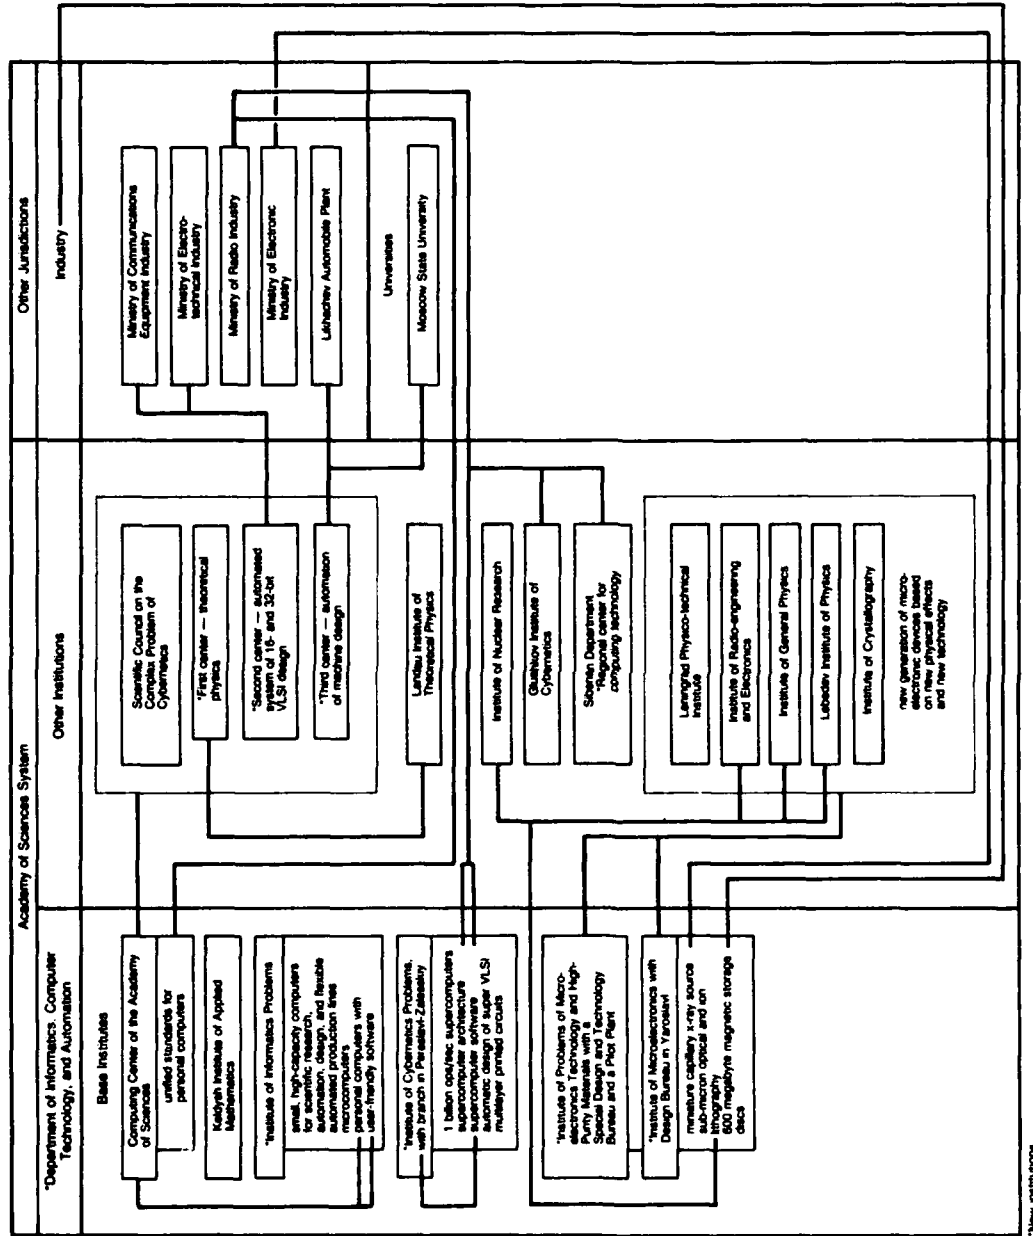 Academy of Sciences System
Other Jurisdictions
*Department of Informatics, Computer
Technology, and Automation
Other Institutions
Industry
Base Institutes
Computing Center of the Academy
of Sciences
unified standards for
personal computers
Keldysh Institute of Applied
Mathematics
*Institute of Informatics Problems
small, high-capacity computers
for scientific research,
automation, design, and flexible
automated production lines
microcomputers
personal computers with
user-friendly software
*Institute of Cybernetics Problems,
with branch in Pereslavl-Zalesskiy
1 billion ops/sec supercomputers
supercomputer architecture
supercomputer software
automatic design of super VLSI
multilayer printed circuits
*Institute of Problems of Micro-
electronics Technology and High-
Purity Materials with a
Special Design and Technology
Bureau and a Pilot Plant
*Institute of Microelectronics with
Design Bureau in Yaroslavl
miniature capillary x-ray source
sub-micron optical and ion
lithography
600 megabyte magnetic storage
discs
Scientific Council on the
Complex Problem of
Cybernetics
*First center — theoretical
physics
*Second center — automated
system of 16- and 32-bit
VLSI design
*Third center — automation
of machine design
Landau Institute of
Theoretical Physics
Institute of Nuclear Research
Glushkov Institute of
Cybernetics
Siberian Department
*Regional center for
computing technology
Leningrad Physico-technical
Institute
Institute of Radio-engineering
and Electronics
Institute of General Physics
Lebedev Institute of Physics
Institute of Crystallography
new generation of micro-
electronic devices based
on new physical effects
and new technology
Ministry of Communications
Equipment Industry
Ministry of Electro-
technical Industry
Ministry of Radio Industry
Ministry of Electronic
Industry
Likhachev Automobile Plant
Universities
Moscow State University
*New institutions